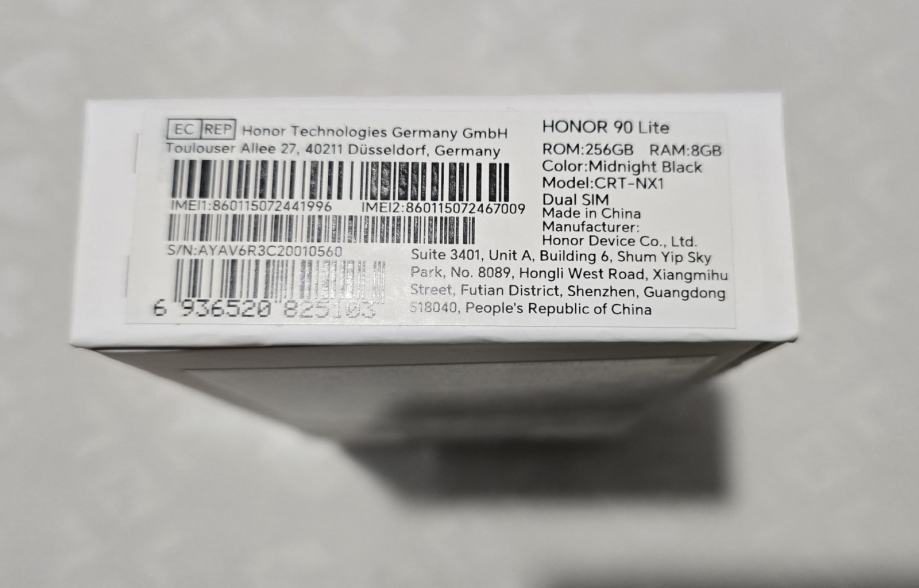 EC REP Honor Technologies Germany GmbH
Toulouser Allee 27, 40211 Düsseldorf, Germany
IMEI1:860115072441996 IMEI2:860115072467009
S/N:AYAV6R3C20010560
6 936520 825103
HONOR 90 Lite
ROM:256GB RAM:8GB
Color:Midnight Black
Model:CRT-NX1
Dual SIM
Made in China
Manufacturer:
Honor Device Co., Ltd.
Suite 3401, Unit A, Building 6, Shum Yip Sky
Park, No. 8089, Hongli West Road, Xiangmihu
Street, Futian District, Shenzhen, Guangdong
518040, People's Republic of China